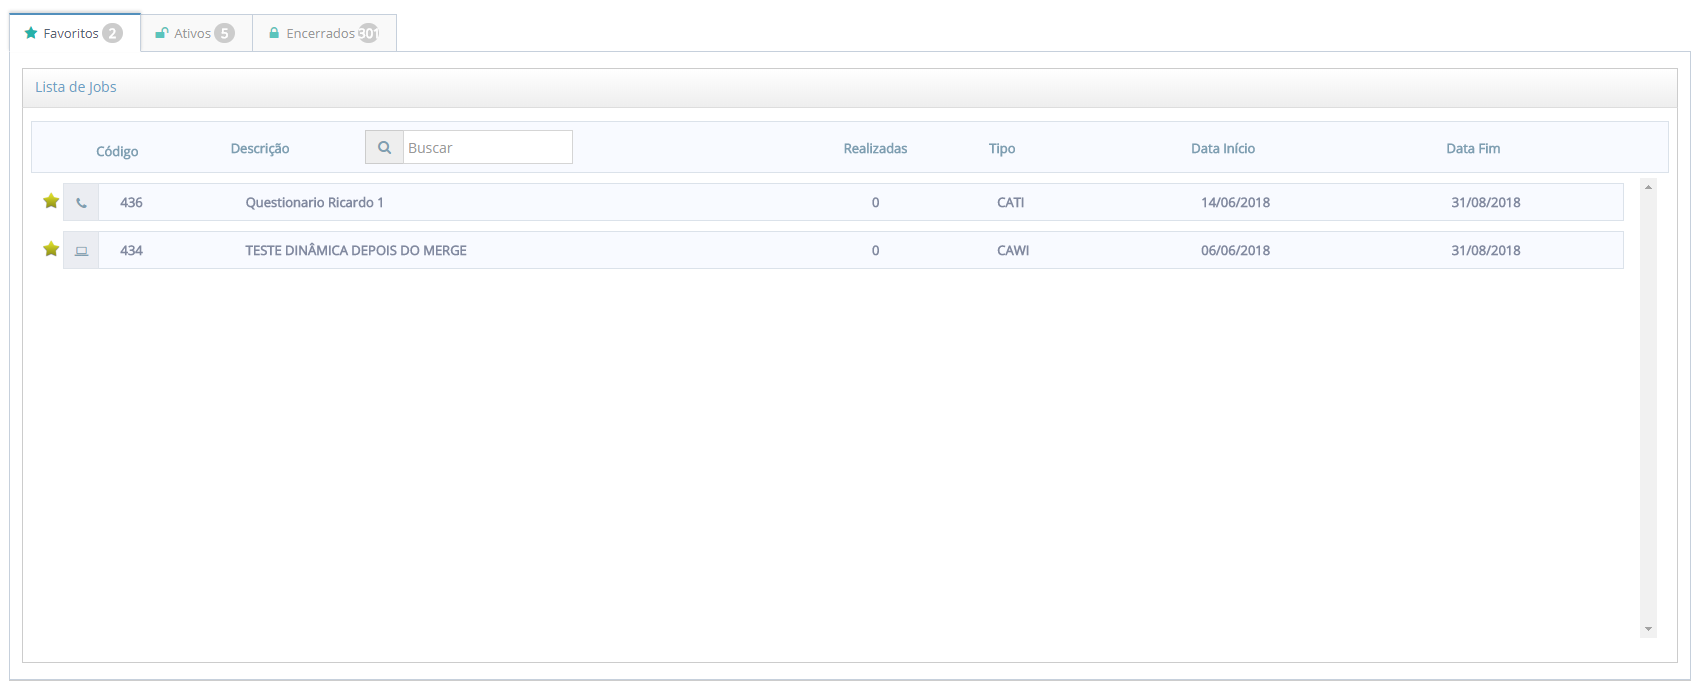 Favoritos 2 Ativos 5 Encerrados 301
Lista de Jobs
Código Descrição Buscar Realizadas Tipo Data Início Data Fim
436 Questionario Ricardo 1 0 CATI 14/06/2018 31/08/2018
434 TESTE DINÂMICA DEPOIS DO MERGE 0 CAWI 06/06/2018 31/08/2018